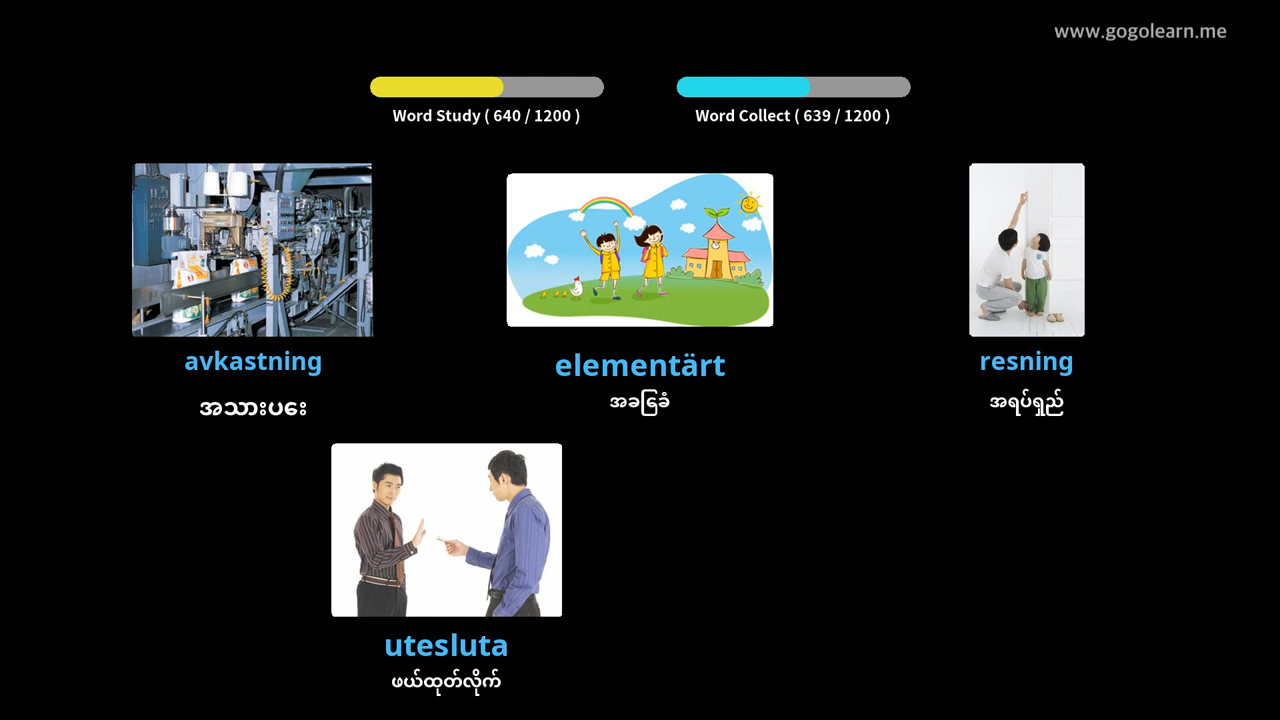 www.gogolearn.me
Word Study ( 640 / 1200 )
Word Collect ( 639 / 1200 )
avkastning
elementärt
resning
အသားပေး
အခြေခံ
အရပ်ရှည်
utesluta
ဖယ်ထုတ်လိုက်